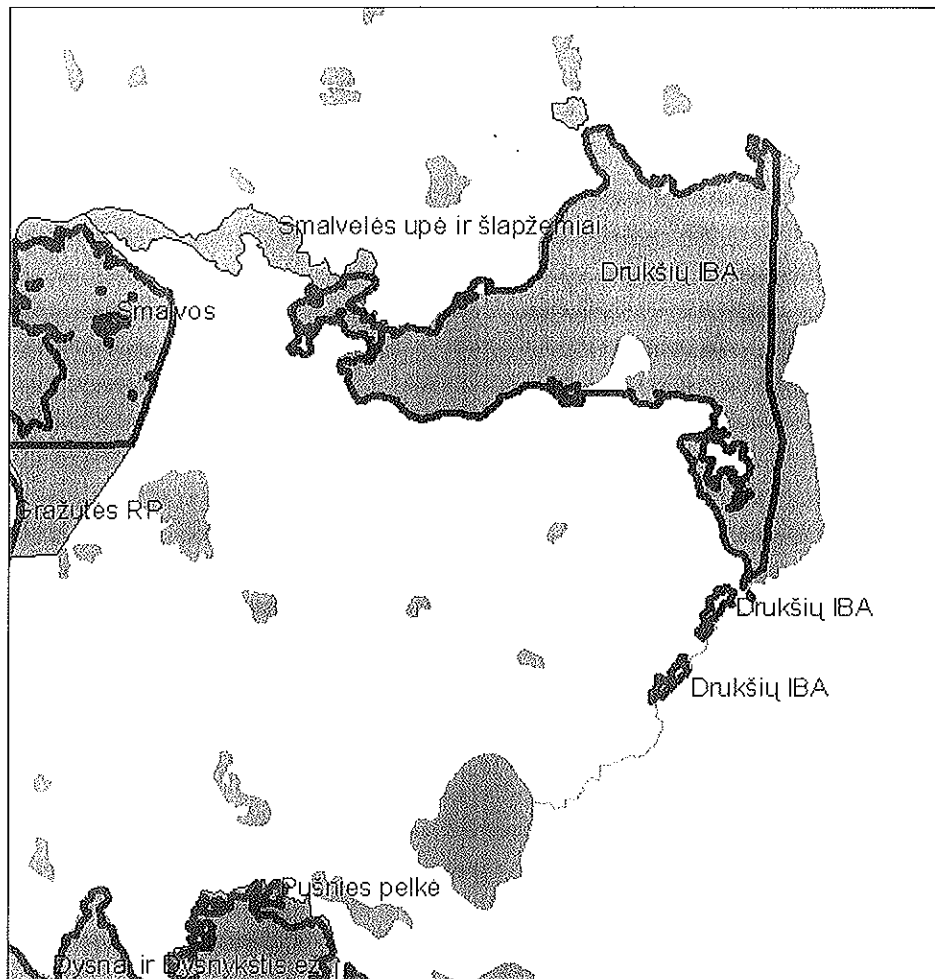 Smalvelės upė ir šlapžemiai
Drukšių IBA
Smalvos
Gražutės RP
Drukšių IBA
Drukšių IBA
Pušnies pelkė
Dysnai ir Dysnykštis ež